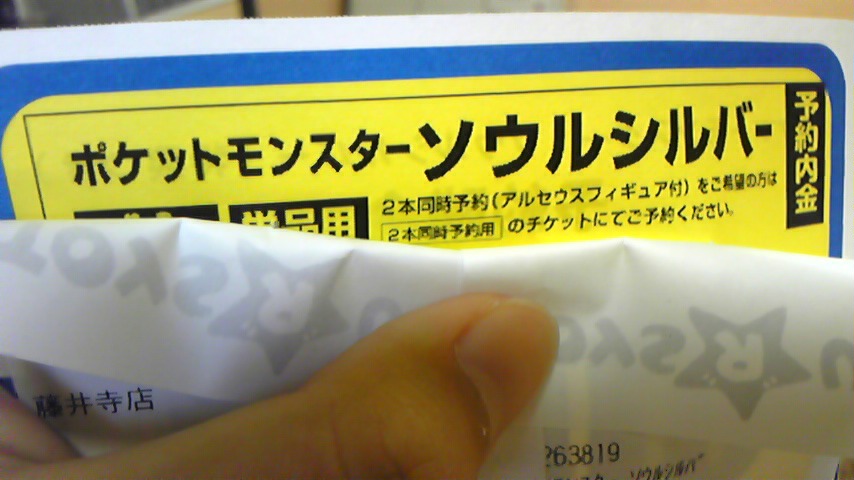 ポケットモンスターソウルシルバー
予約内金
単品用
2本同時予約(アルセウスフィギュア付)をご希望の方は
2本同時予約用 のチケットにてご予約ください。
藤井寺店
263819
ソウルシルバー